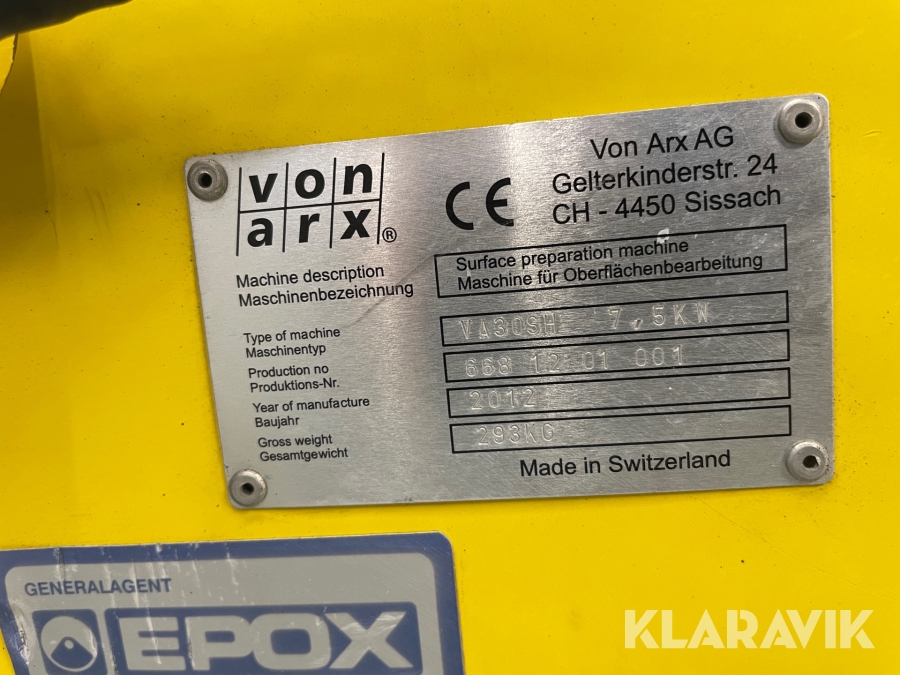 von
arx®
CE
Von Arx AG
Gelterkinderstr. 24
CH - 4450 Sissach
Machine description
Maschinenbezeichnung
Surface preparation machine
Maschine für Oberflächenbearbeitung
Type of machine
Maschinentyp
VA30SH 7,5KW
Production no
Produktions-Nr.
668 12 01 001
Year of manufacture
Baujahr
2012
Gross weight
Gesamtgewicht
293KG
Made in Switzerland
GENERALAGENT
EPOX
KLARAVIK